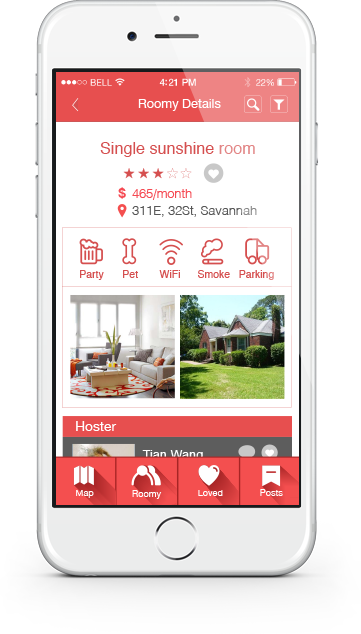 BELL 4:21 PM 22%
Roomy Details
Single sunshine room
$ 465/month
311E, 32St, Savannah
Party Pet WiFi Smoke Parking
Hoster
Tian Wang
Map Roomy Loved Posts